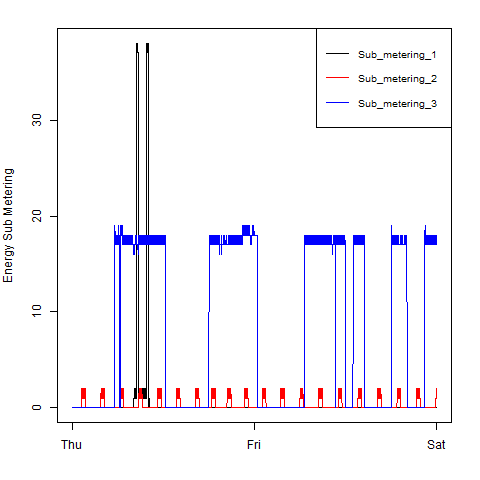 Sub_metering_1
Sub_metering_2
Sub_metering_3
Energy Sub Metering
30
20
10
0
Thu Fri Sat